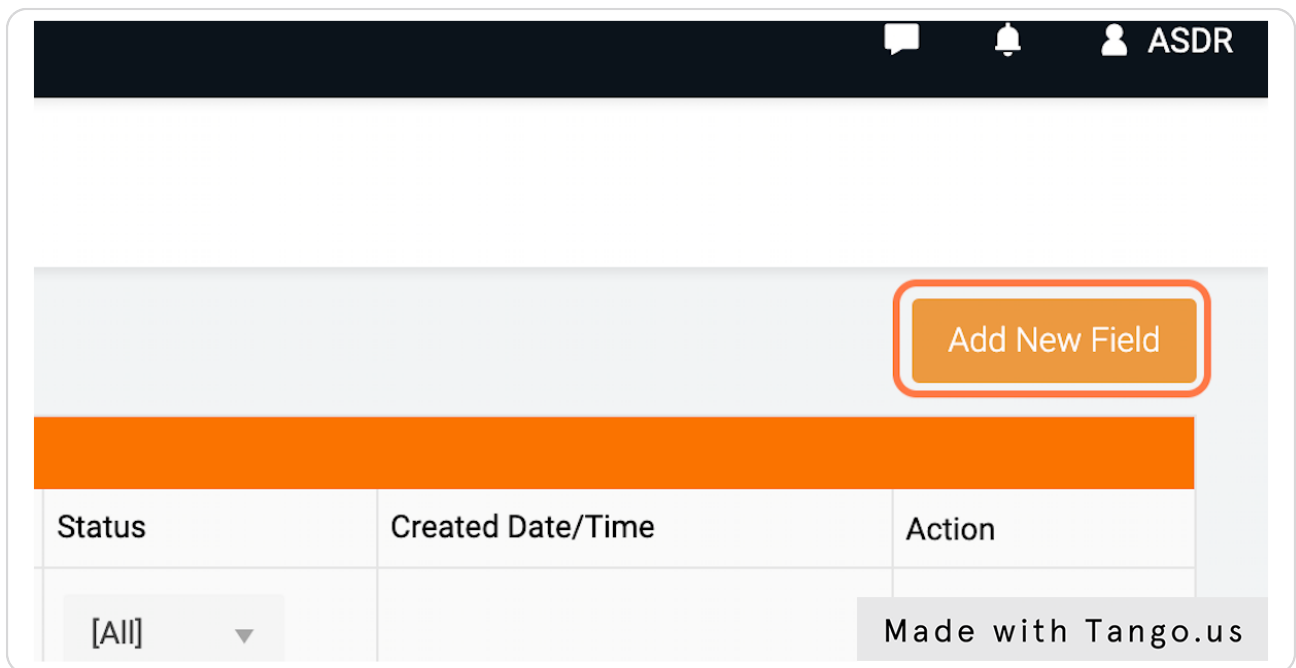 ASDR
Add New Field
Status Created Date/Time Action
[All]
Made with Tango.us